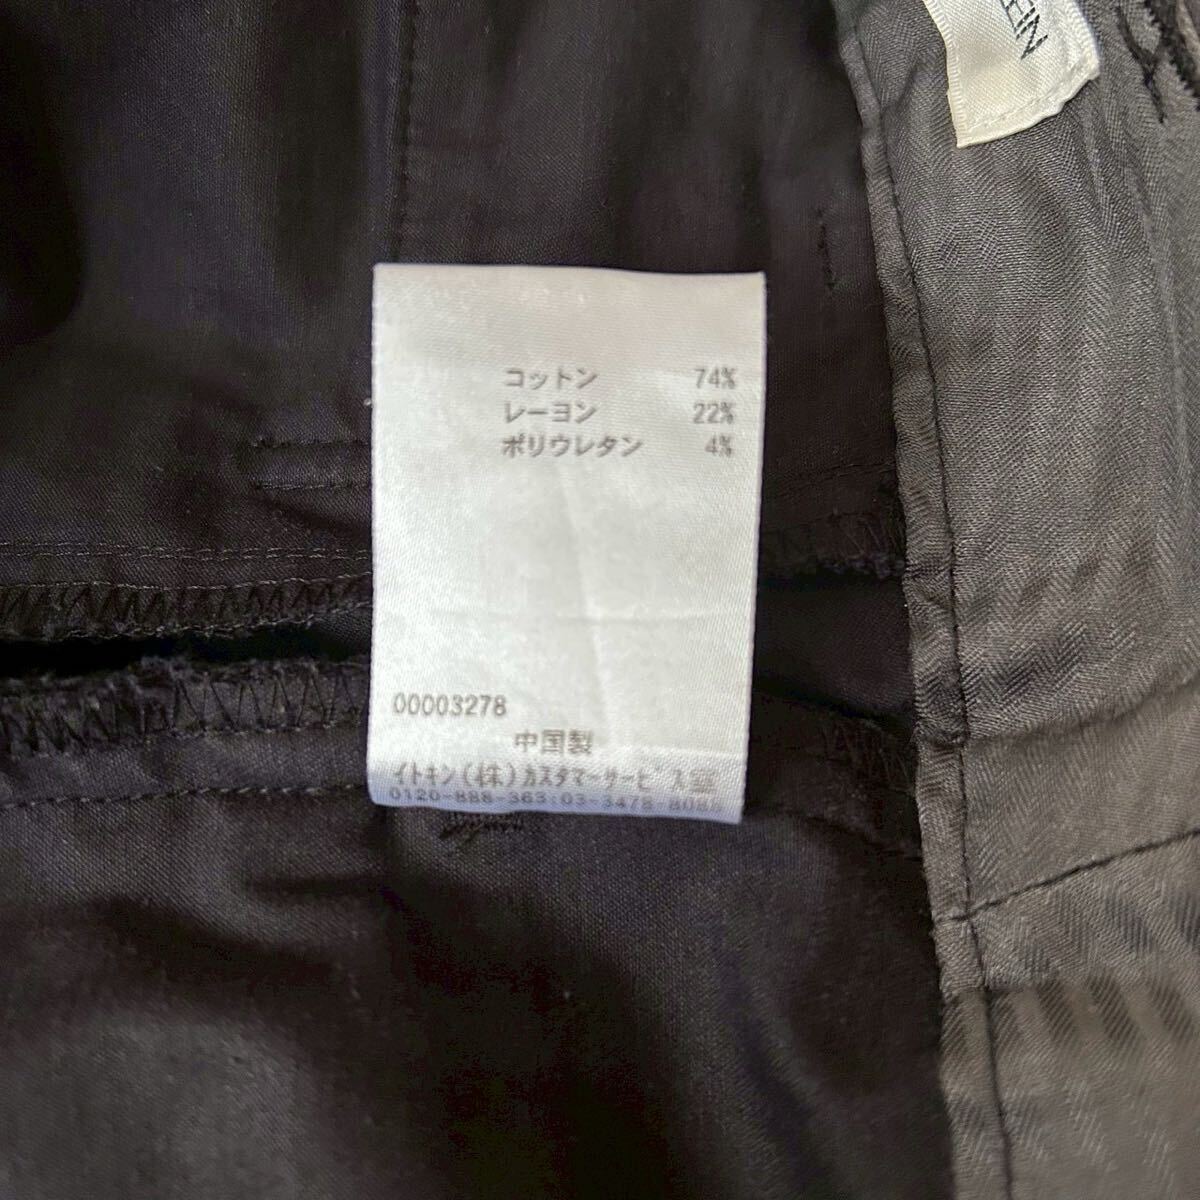 EIN
コットン 74%
レーヨン 22%
ポリウレタン 4%
00003278
中国製
イトキン(株)カスタマーサービス室
0120-888-363:03-3478-8088